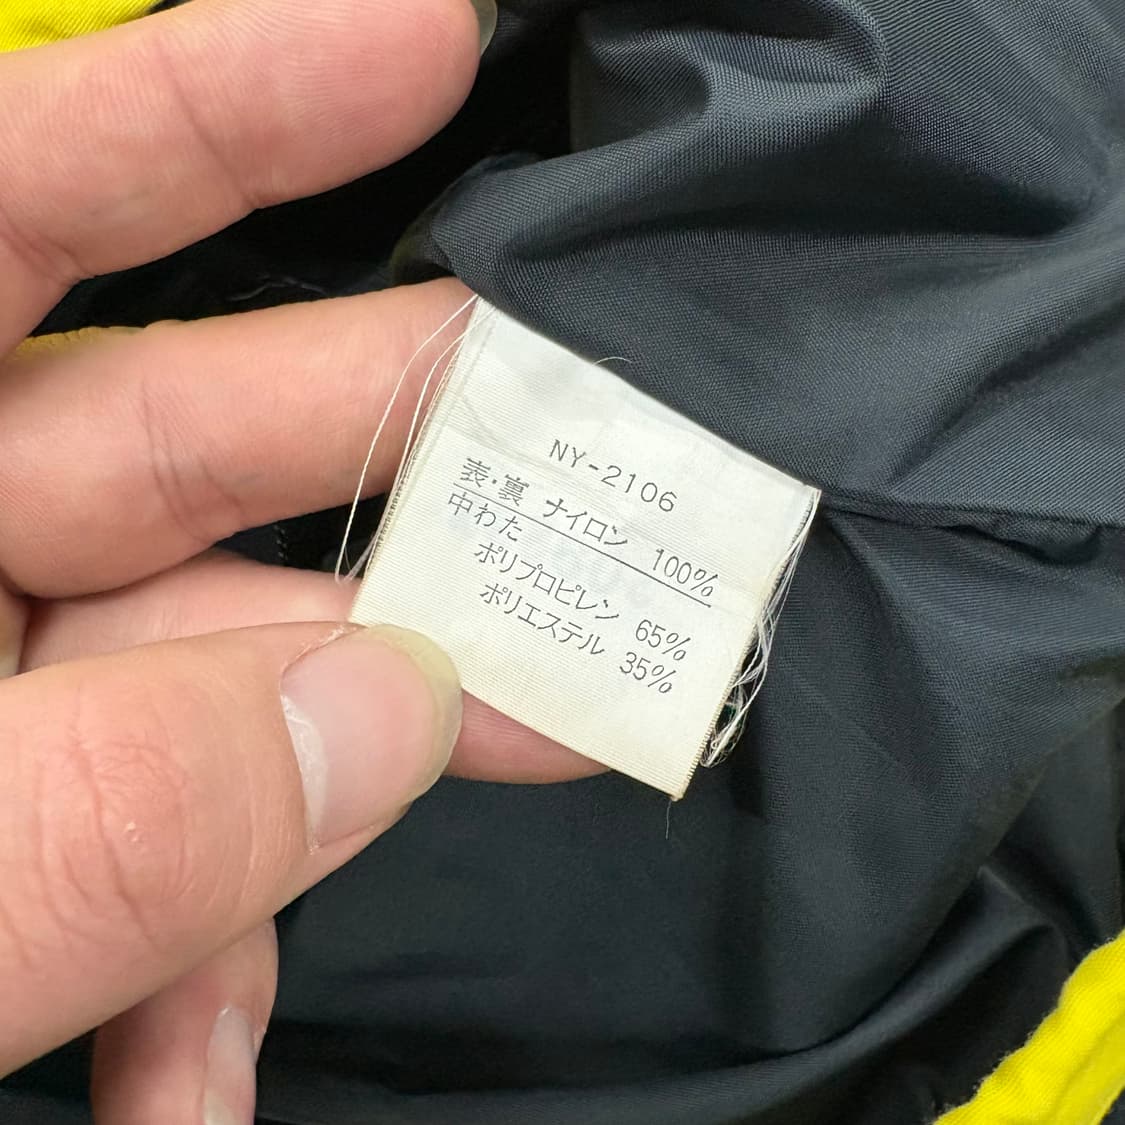 NY-2106
表・裏 ナイロン 100%
中わた
ポリプロピレン 65%
ポリエステル 35%